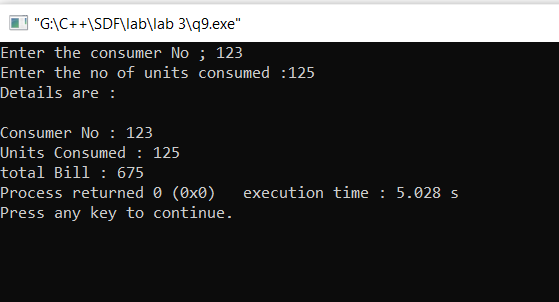 "G:\C++\SDF\lab\lab 3\q9.exe"
Enter the consumer No ; 123
Enter the no of units consumed :125
Details are :
Consumer No : 123
Units Consumed : 125
total Bill : 675
Process returned 0 (0x0)   execution time : 5.028 s
Press any key to continue.